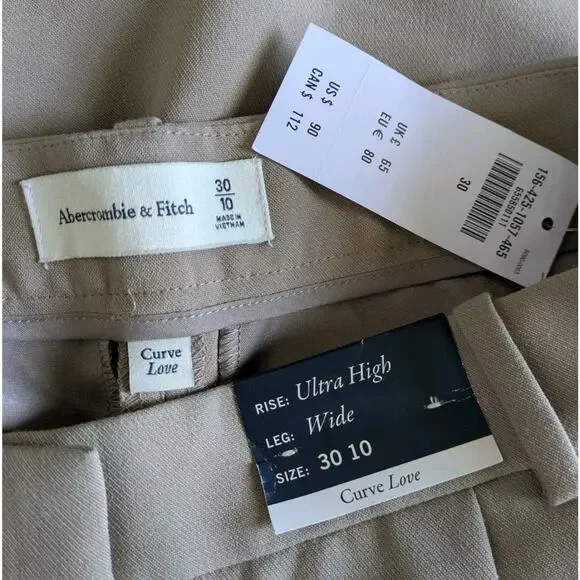 Abercrombie & Fitch
30
10
MADE IN
VIETNAM
Curve
Love
US$ 90
CAN$ 112
UK£ 65
EU€ 80
30
156-425-1057-465
655850111
RISE: Ultra High
LEG: Wide
SIZE: 30 10
Curve Love